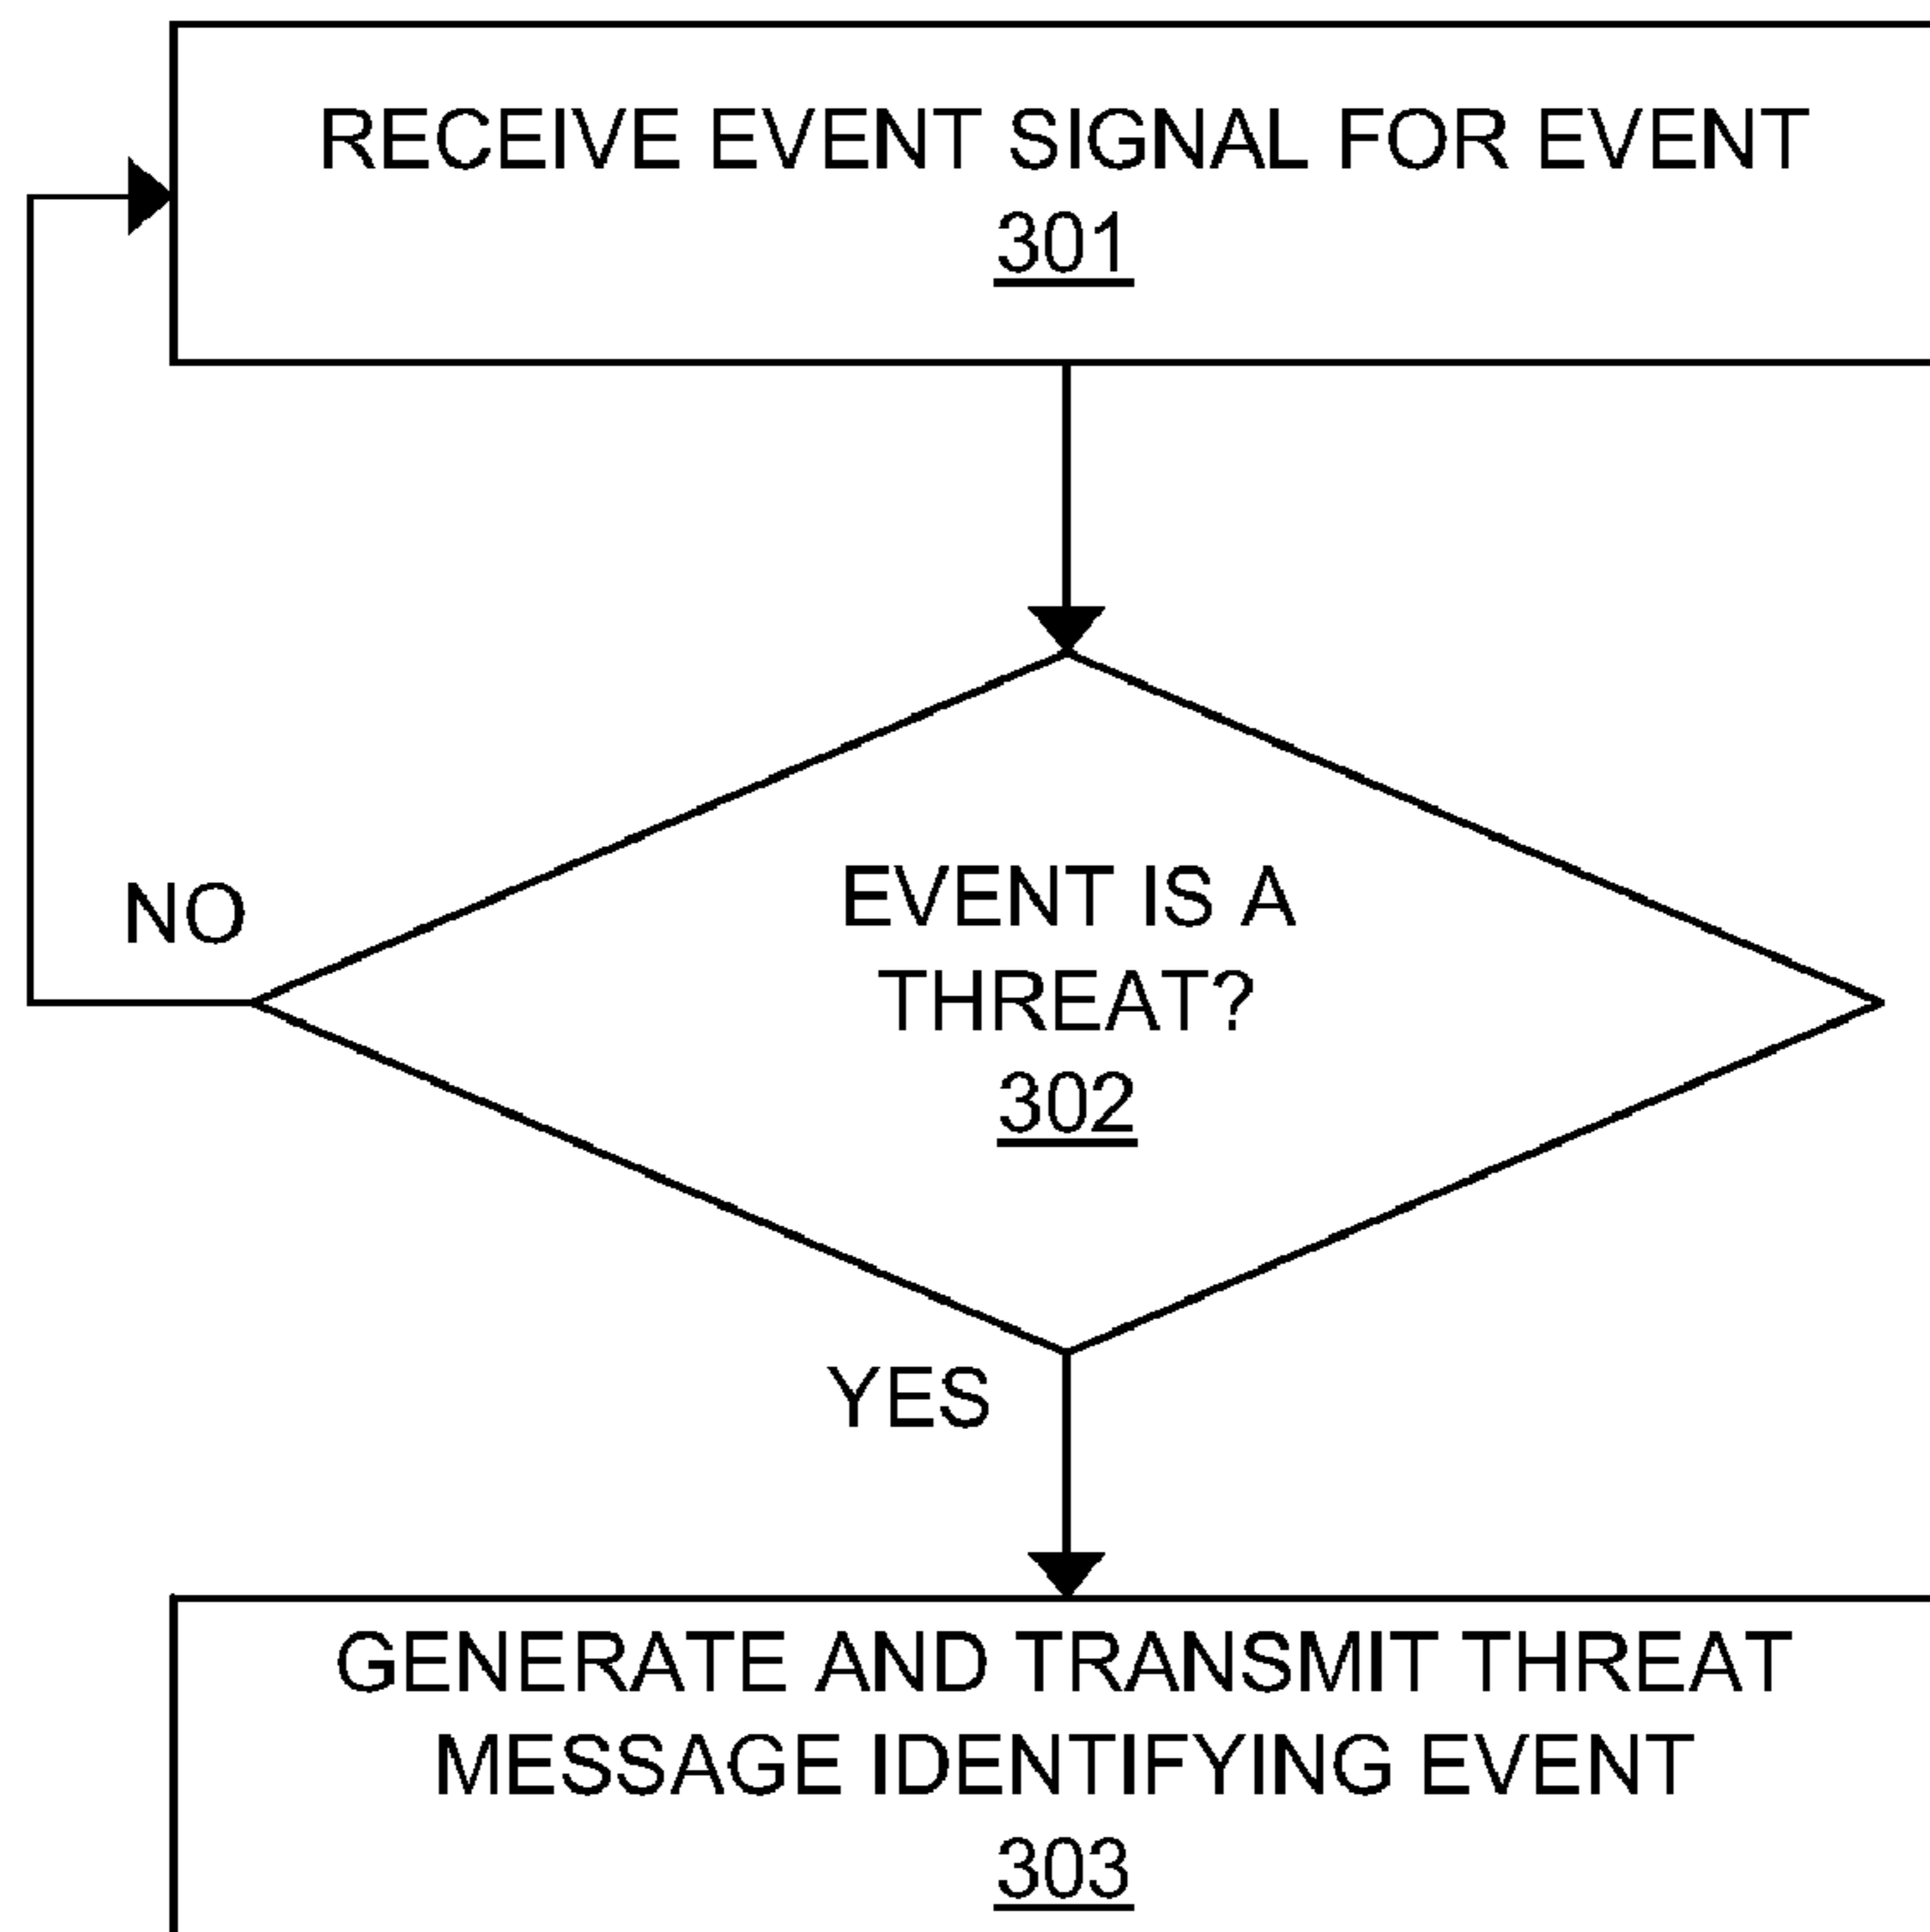 RECEIVE EVENT SIGNAL FOR EVENT
301
EVENT IS A
THREAT?
302
NO
YES
GENERATE AND TRANSMIT THREAT
MESSAGE IDENTIFYING EVENT
303